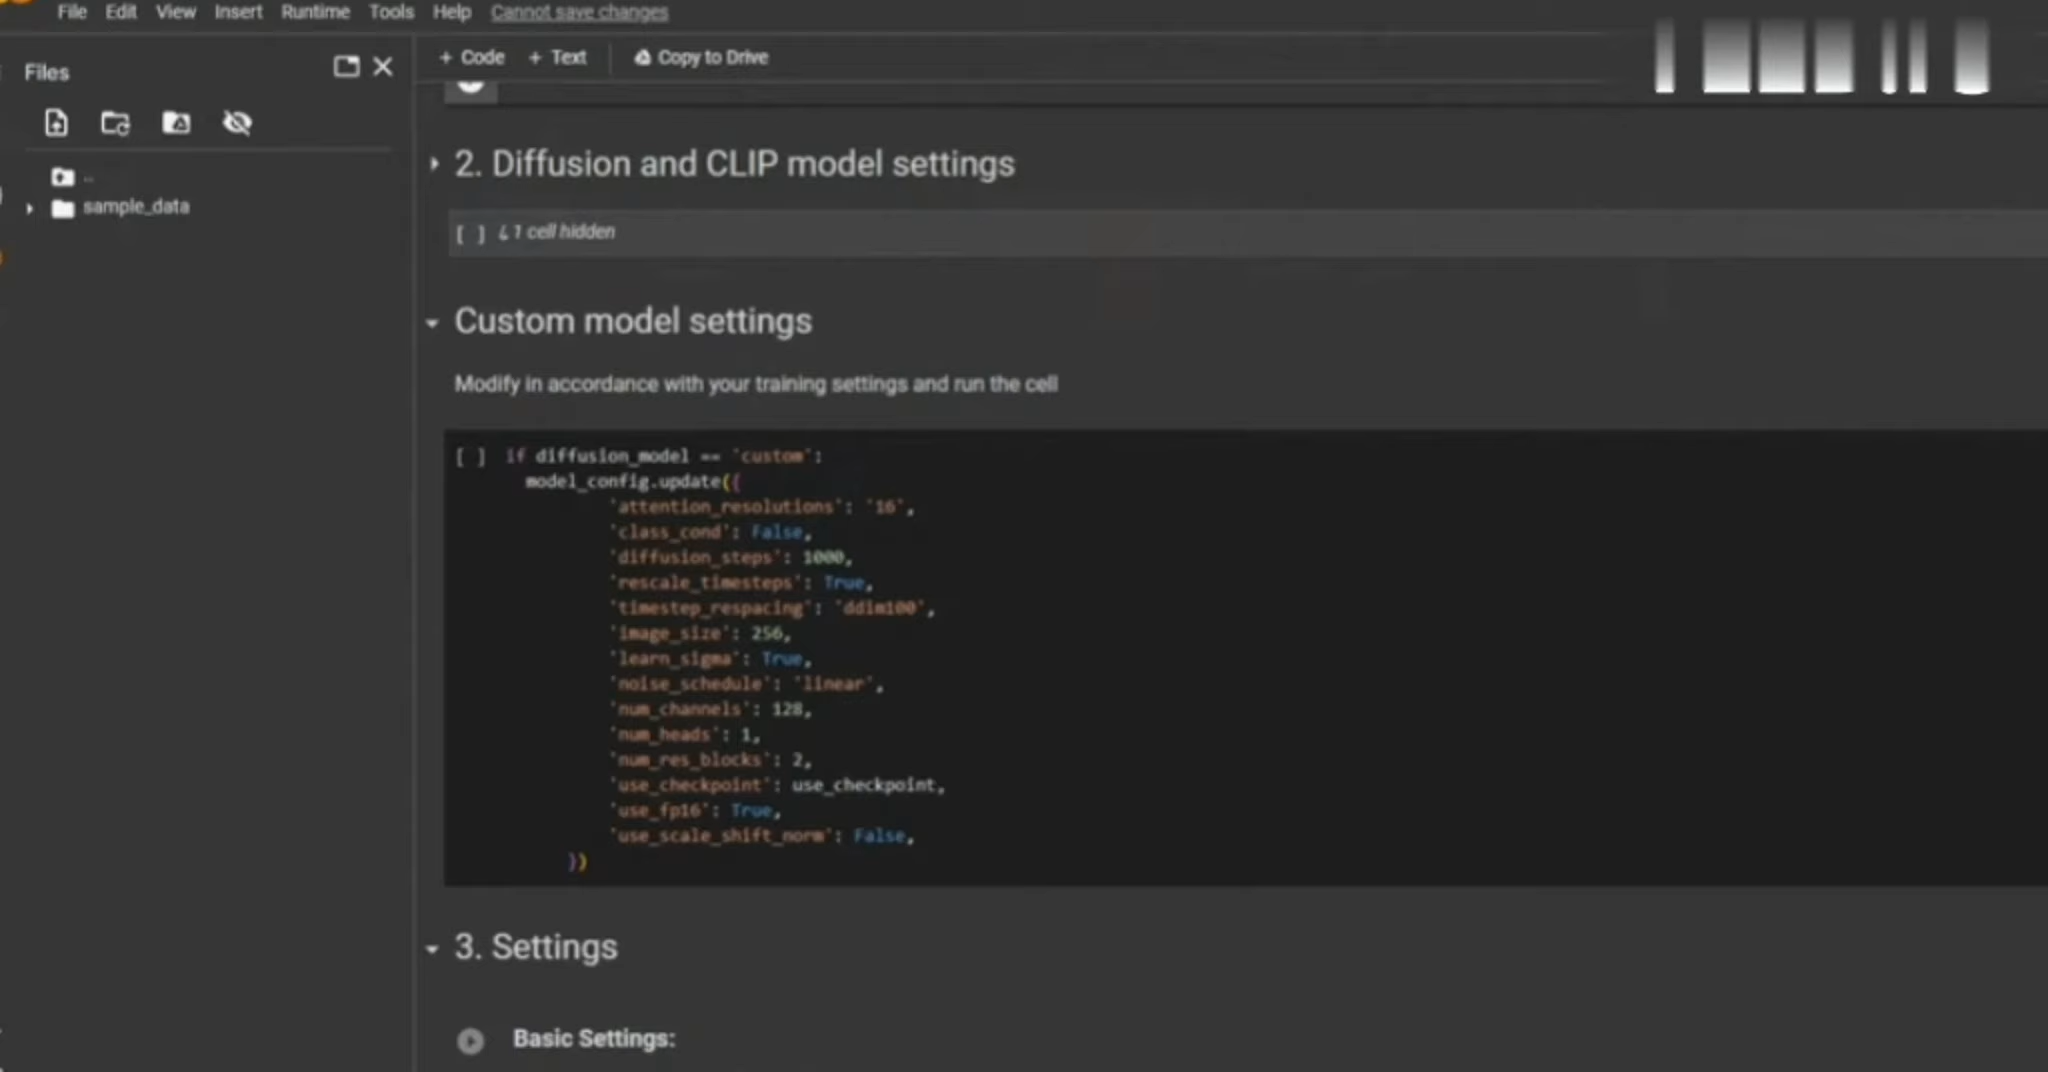 File Edit View Insert Runtime Tools Help Cannot save changes
Files
+ Code + Text Copy to Drive
..
sample_data
2. Diffusion and CLIP model settings
[ ] ↳ 1 cell hidden
Custom model settings
Modify in accordance with your training settings and run the cell
[ ] if diffusion_model == 'custom':
model_config.update({
'attention_resolutions': '16',
'class_cond': False,
'diffusion_steps': 1000,
'rescale_timesteps': True,
'timestep_respacing': 'ddim100',
'image_size': 256,
'learn_sigma': True,
'noise_schedule': 'linear',
'num_channels': 128,
'num_heads': 1,
'num_res_blocks': 2,
'use_checkpoint': use_checkpoint,
'use_fp16': True,
'use_scale_shift_norm': False,
})
3. Settings
Basic Settings: